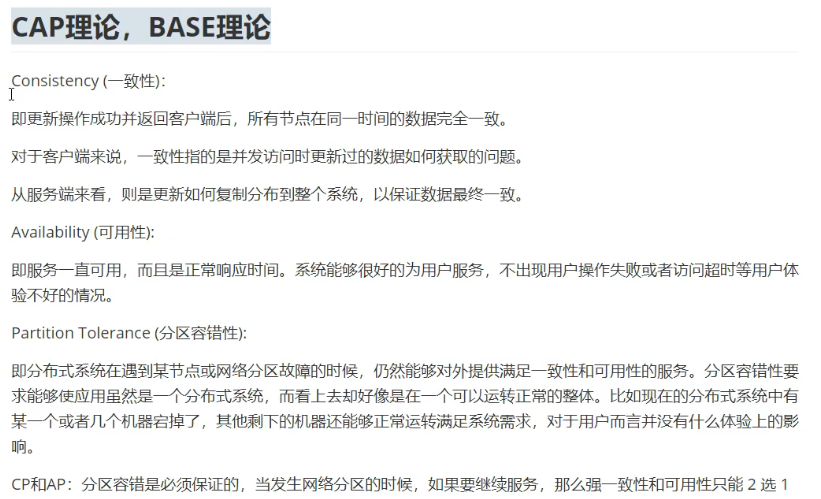 CAP理论，BASE理论
Consistency (一致性)：
即更新操作成功并返回客户端后，所有节点在同一时间的数据完全一致。
对于客户端来说，一致性指的是并发访问时更新过的数据如何获取的问题。
从服务端来看，则是更新如何复制分布到整个系统，以保证数据最终一致。
Availability (可用性):
即服务一直可用，而且是正常响应时间。系统能够很好的为用户服务，不出现用户操作失败或者访问超时等用户体
验不好的情况。
Partition Tolerance (分区容错性):
即分布式系统在遇到某节点或网络分区故障的时候，仍然能够对外提供满足一致性和可用性的服务。分区容错性要
求能够使应用虽然是一个分布式系统，而看上去却好像是在一个可以运转正常的整体。比如现在的分布式系统中有
某一个或者几个机器宕掉了，其他剩下的机器还能够正常运转满足系统需求，对于用户而言并没有什么体验上的影
响。
CP和AP：分区容错是必须保证的，当发生网络分区的时候，如果要继续服务，那么强一致性和可用性只能 2 选 1